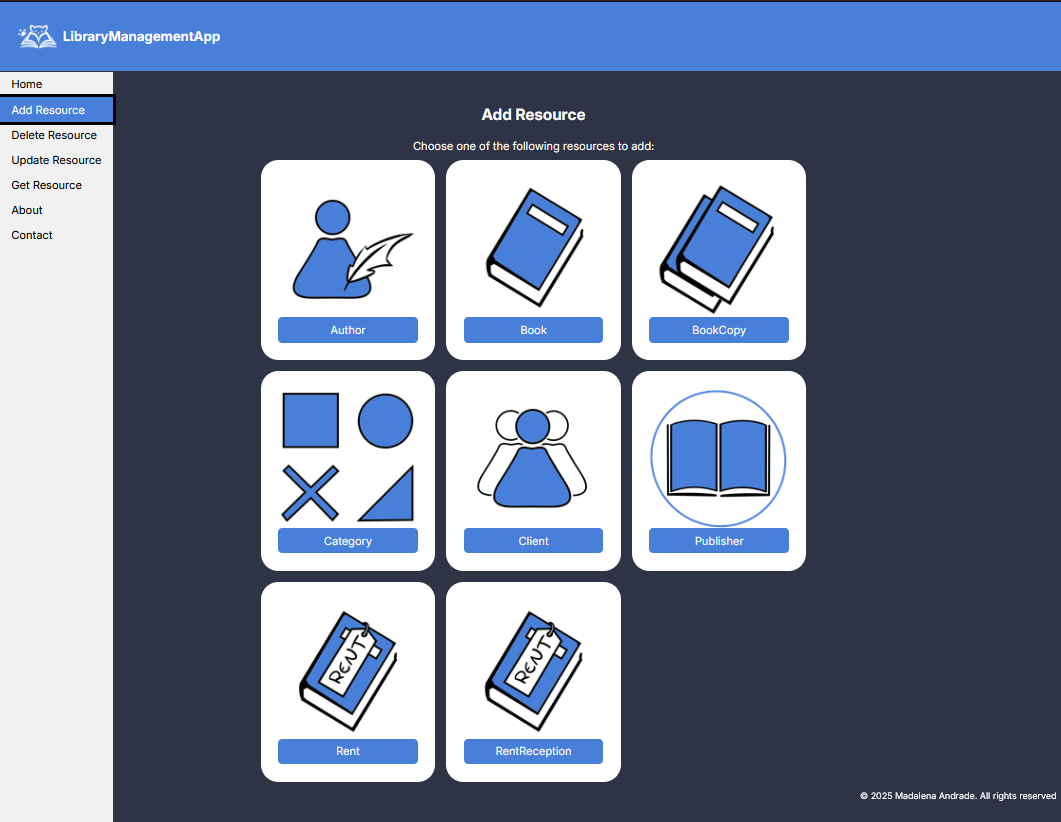 LibraryManagementApp
Home
Add Resource
Delete Resource
Update Resource
Get Resource
About
Contact
Add Resource
Choose one of the following resources to add:
Author
Book
BookCopy
Category
Client
Publisher
RENT
Rent
RENT
RentReception
© 2025 Madalena Andrade. All rights reserved